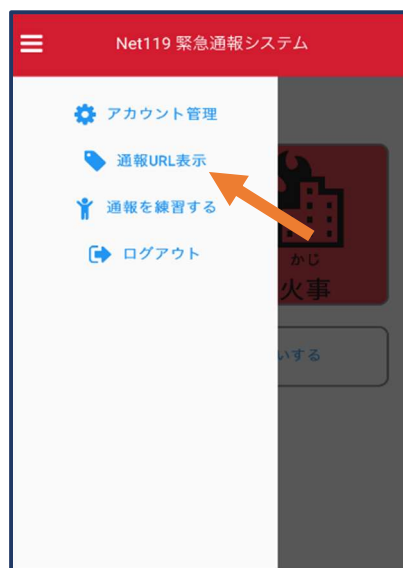 Net119 緊急通報システム
アカウント管理
通報URL表示
通報を練習する
ログアウト
かじ
火事
いする